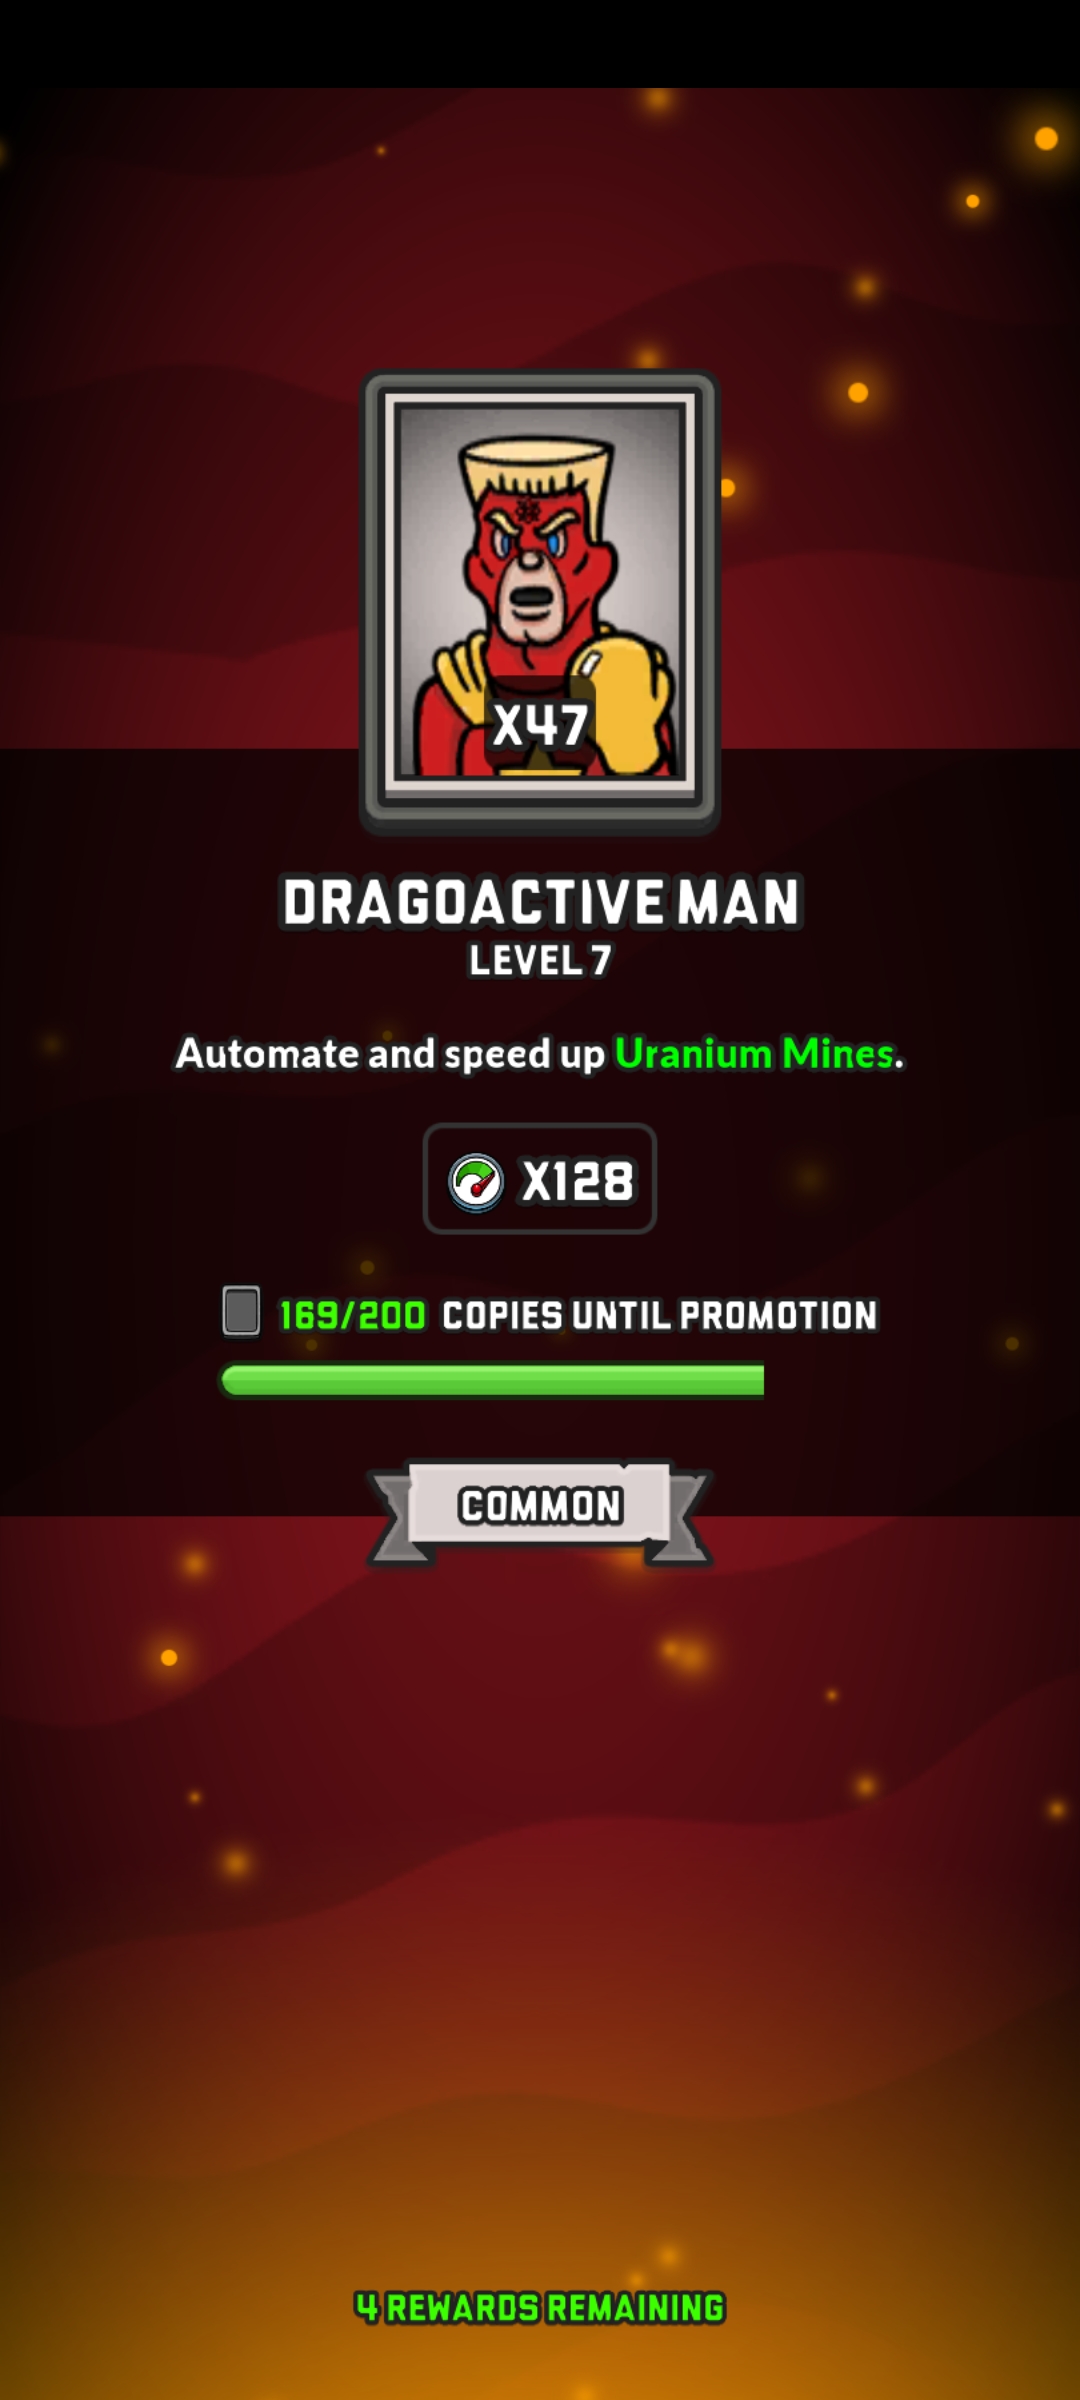 X47
DRAGOACTIVE MAN
LEVEL 7
Automate and speed up Uranium Mines.
X128
169/200 COPIES UNTIL PROMOTION
COMMON
4 REWARDS REMAINING